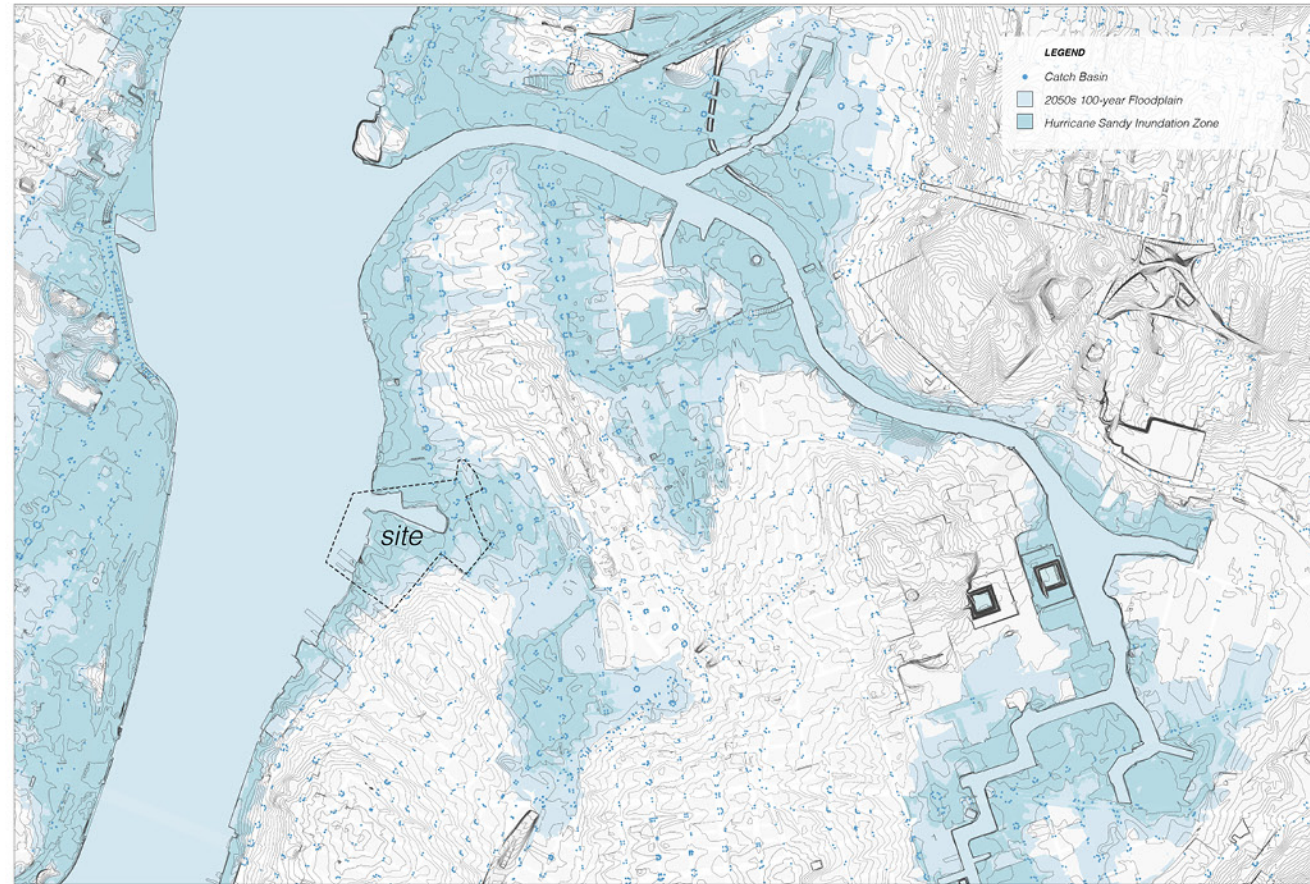 LEGEND
Catch Basin
2050s 100-year Floodplain
Hurricane Sandy Inundation Zone
site